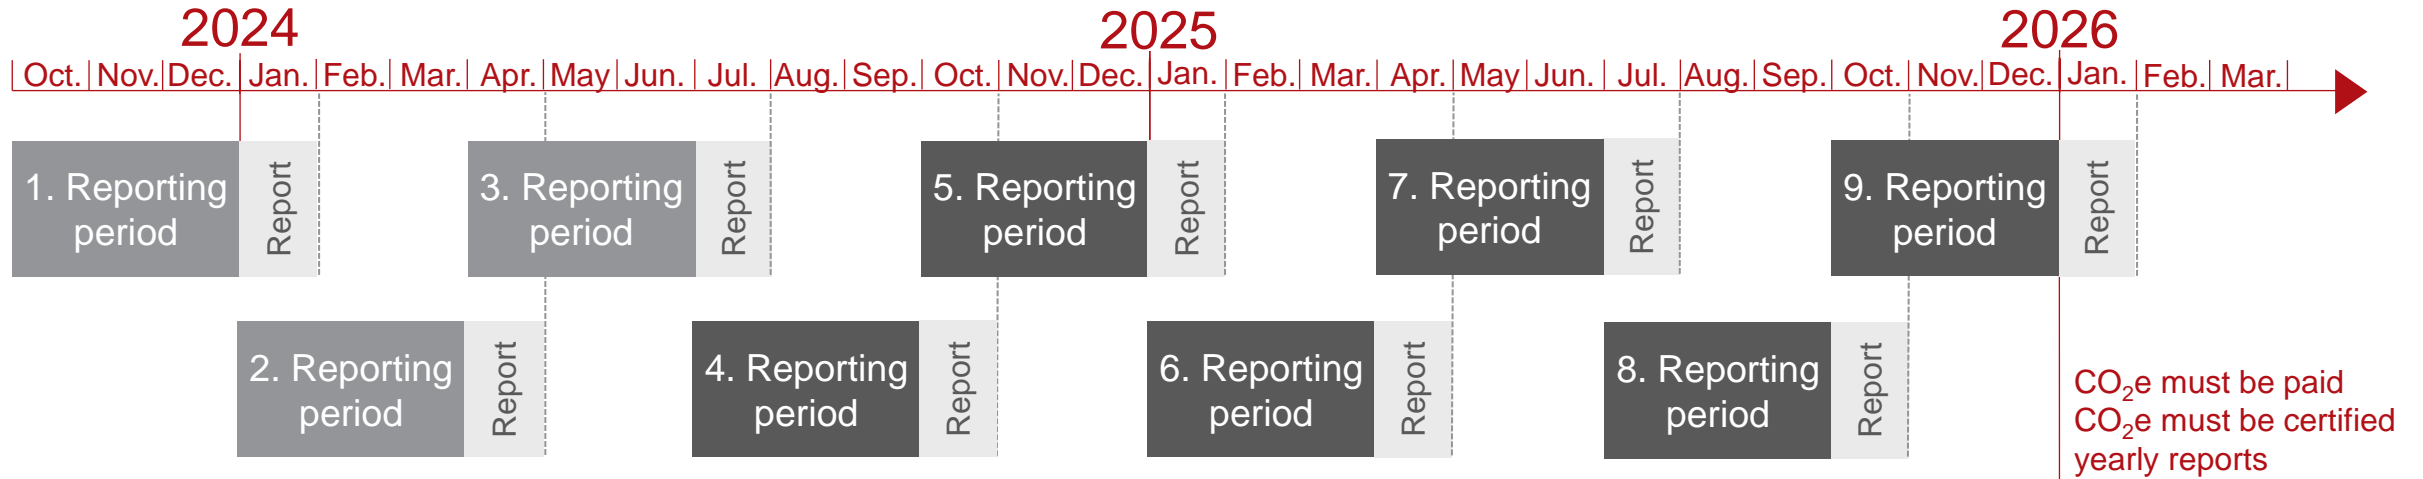 2024
2025
2026
Oct. Nov. Dec. Jan. Feb. Mar. Apr. May Jun. Jul. Aug. Sep. Oct. Nov. Dec. Jan. Feb. Mar. Apr. May Jun. Jul. Aug. Sep. Oct. Nov. Dec. Jan. Feb. Mar.
1. Reporting
period
Report
3. Reporting
period
Report
5. Reporting
period
Report
7. Reporting
period
Report
9. Reporting
period
Report
2. Reporting
period
Report
4. Reporting
period
Report
6. Reporting
period
Report
8. Reporting
period
Report
CO₂e must be paid
CO₂e must be certified
yearly reports